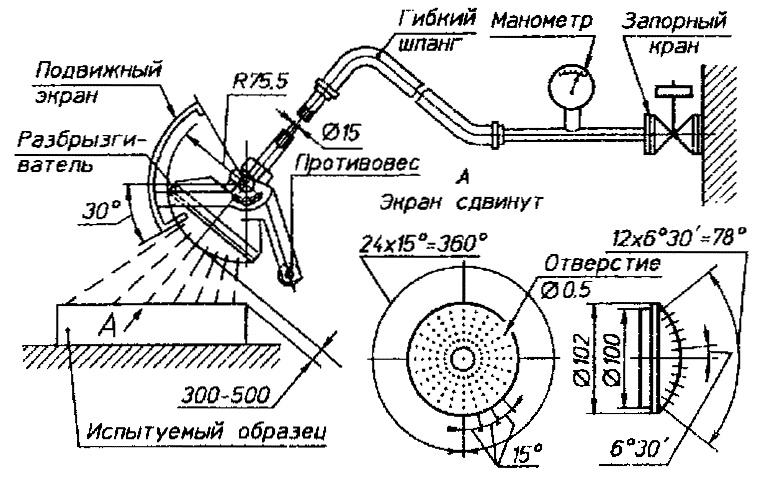 Гибкий
шланг
Манометр
Запорный
кран
Подвижный
экран
R75,5
Ø15
Разбрызги-
ватель
Противовес
А
Экран сдвинут
30°
24x15°=360°
12x6°30′=78°
Отверстие
Ø0.5
А
Ø102
Ø100
300-500
Испытуемый образец
15°
6°30′